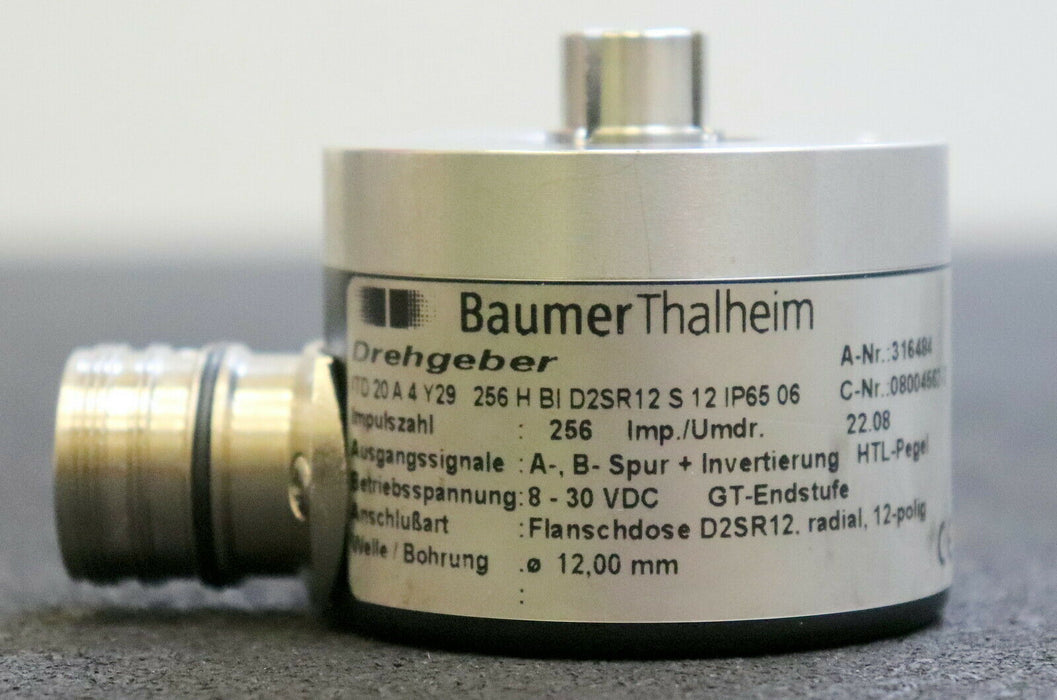 BaumerThalheim
Drehgeber A-Nr.:316484
ITD 20 A 4 Y29 256 H BI D2SR12 S 12 IP65 06
Impulszahl : 256 Imp./Umdr. 22.08
Ausgangssignale : A-, B- Spur + Invertierung HTL-Pegel
Betriebsspannung: 8 - 30 VDC GT-Endstufe
Anschlußart : Flanschdose D2SR12. radial, 12-polig
Welle / Bohrung . ø 12,00 mm
: